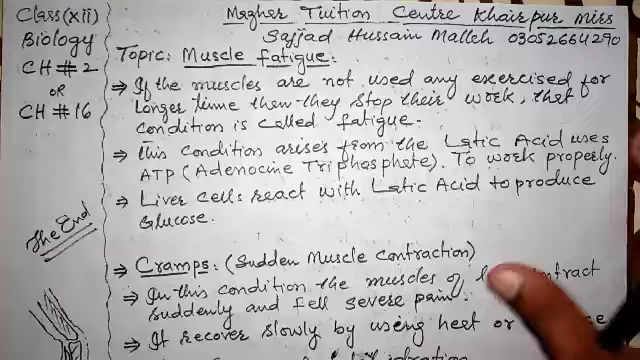 Class(xii)
Biology
CH # 2
OR
CH # 16
The End
Magher Tuition Centre Khairpur mirs
Sajjad Hussain Malleh 03052664290
Topic: Muscle fatigue.
⇒ If the muscles are not used any exercised for
longer time then they stop their work, that
condition is called fatigue.
⇒ This condition arises from the Latic Acid uses
ATP (Adenocine Triphosphate). To work properly.
⇒ Liver cells react with Latic Acid to produce
Glucose.
⇒ Cramps: (Sudden Muscle Contraction)
⇒ In this condition the muscles of
suddenly and fell severe pain.
⇒ It recover slowly by using heet or